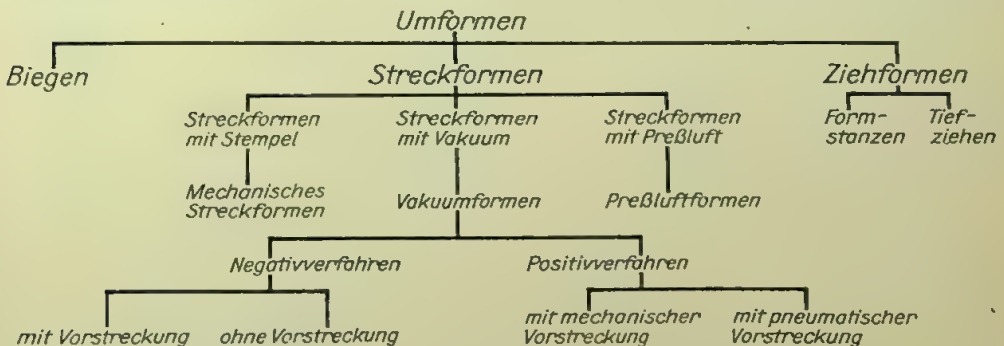 Umformen
Biegen
Streckformen
Ziehformen
Streckformen
mit Stempel
Streckformen
mit Vakuum
Streckformen
mit Preßluft
Form-
stanzen
Tief-
ziehen
Mechanisches
Streckformen
Vakuumformen
Preßluftformen
Negativverfahren
Positivverfahren
mit Vorstreckung
ohne Vorstreckung
mit mechanischer
Vorstreckung
mit pneumatischer
Vorstreckung